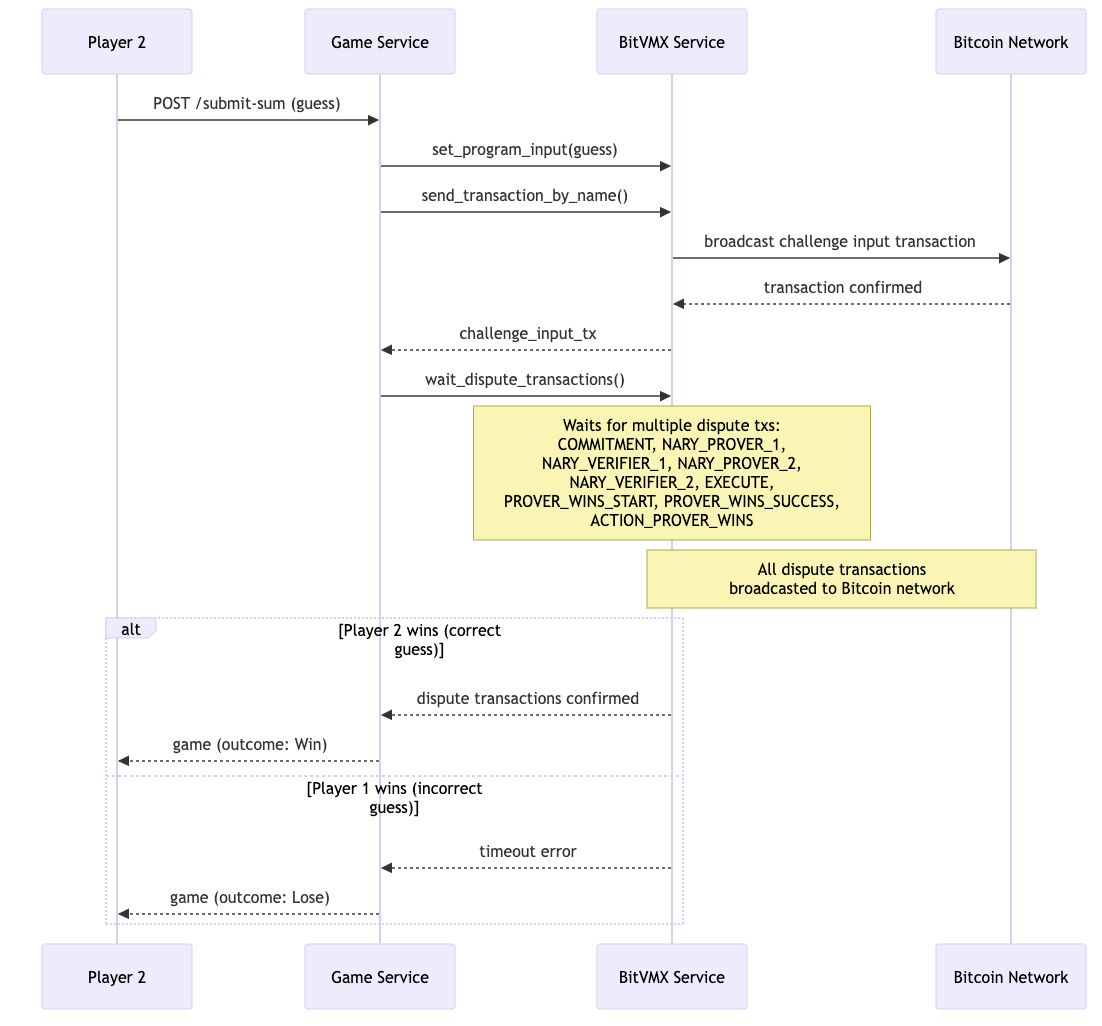 Player 2
Game Service
BitVMX Service
Bitcoin Network
POST /submit-sum (guess)
set_program_input(guess)
send_transaction_by_name()
broadcast challenge input transaction
transaction confirmed
challenge_input_tx
wait_dispute_transactions()
Waits for multiple dispute txs:
COMMITMENT, NARY_PROVER_1,
NARY_VERIFIER_1, NARY_PROVER_2,
NARY_VERIFIER_2, EXECUTE,
PROVER_WINS_START, PROVER_WINS_SUCCESS,
ACTION_PROVER_WINS
All dispute transactions
broadcasted to Bitcoin network
alt
[Player 2 wins (correct
guess)]
dispute transactions confirmed
game (outcome: Win)
[Player 1 wins (incorrect
guess)]
timeout error
game (outcome: Lose)
Player 2
Game Service
BitVMX Service
Bitcoin Network